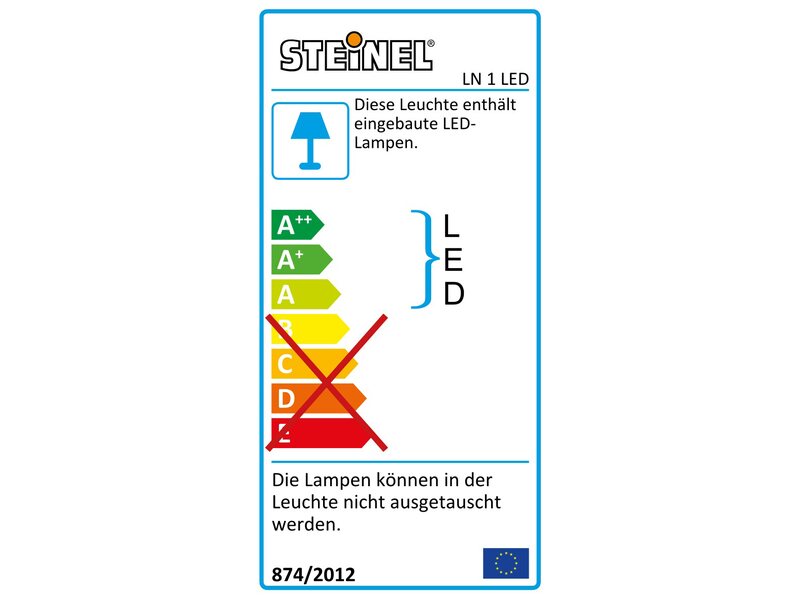 STEINEL®
LN 1 LED
Diese Leuchte enthält
eingebaute LED-
Lampen.
A++
A+
A
B
C
D
E
L
E
D
Die Lampen können in der
Leuchte nicht ausgetauscht
werden.
874/2012